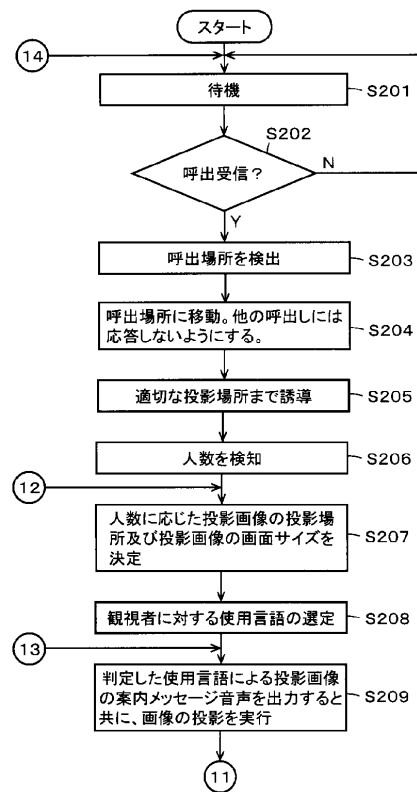 スタート
14
待機
S201
S202
呼出受信?
N
Y
呼出場所を検出
S203
呼出場所に移動。他の呼出しには
応答しないようにする。
S204
適切な投影場所まで誘導
S205
人数を検知
S206
12
人数に応じた投影画像の投影場
所及び投影画像の画面サイズを
決定
S207
観視者に対する使用言語の選定
S208
13
判定した使用言語による投影画像
の案内メッセージ音声を出力すると
共に、画像の投影を実行
S209
11